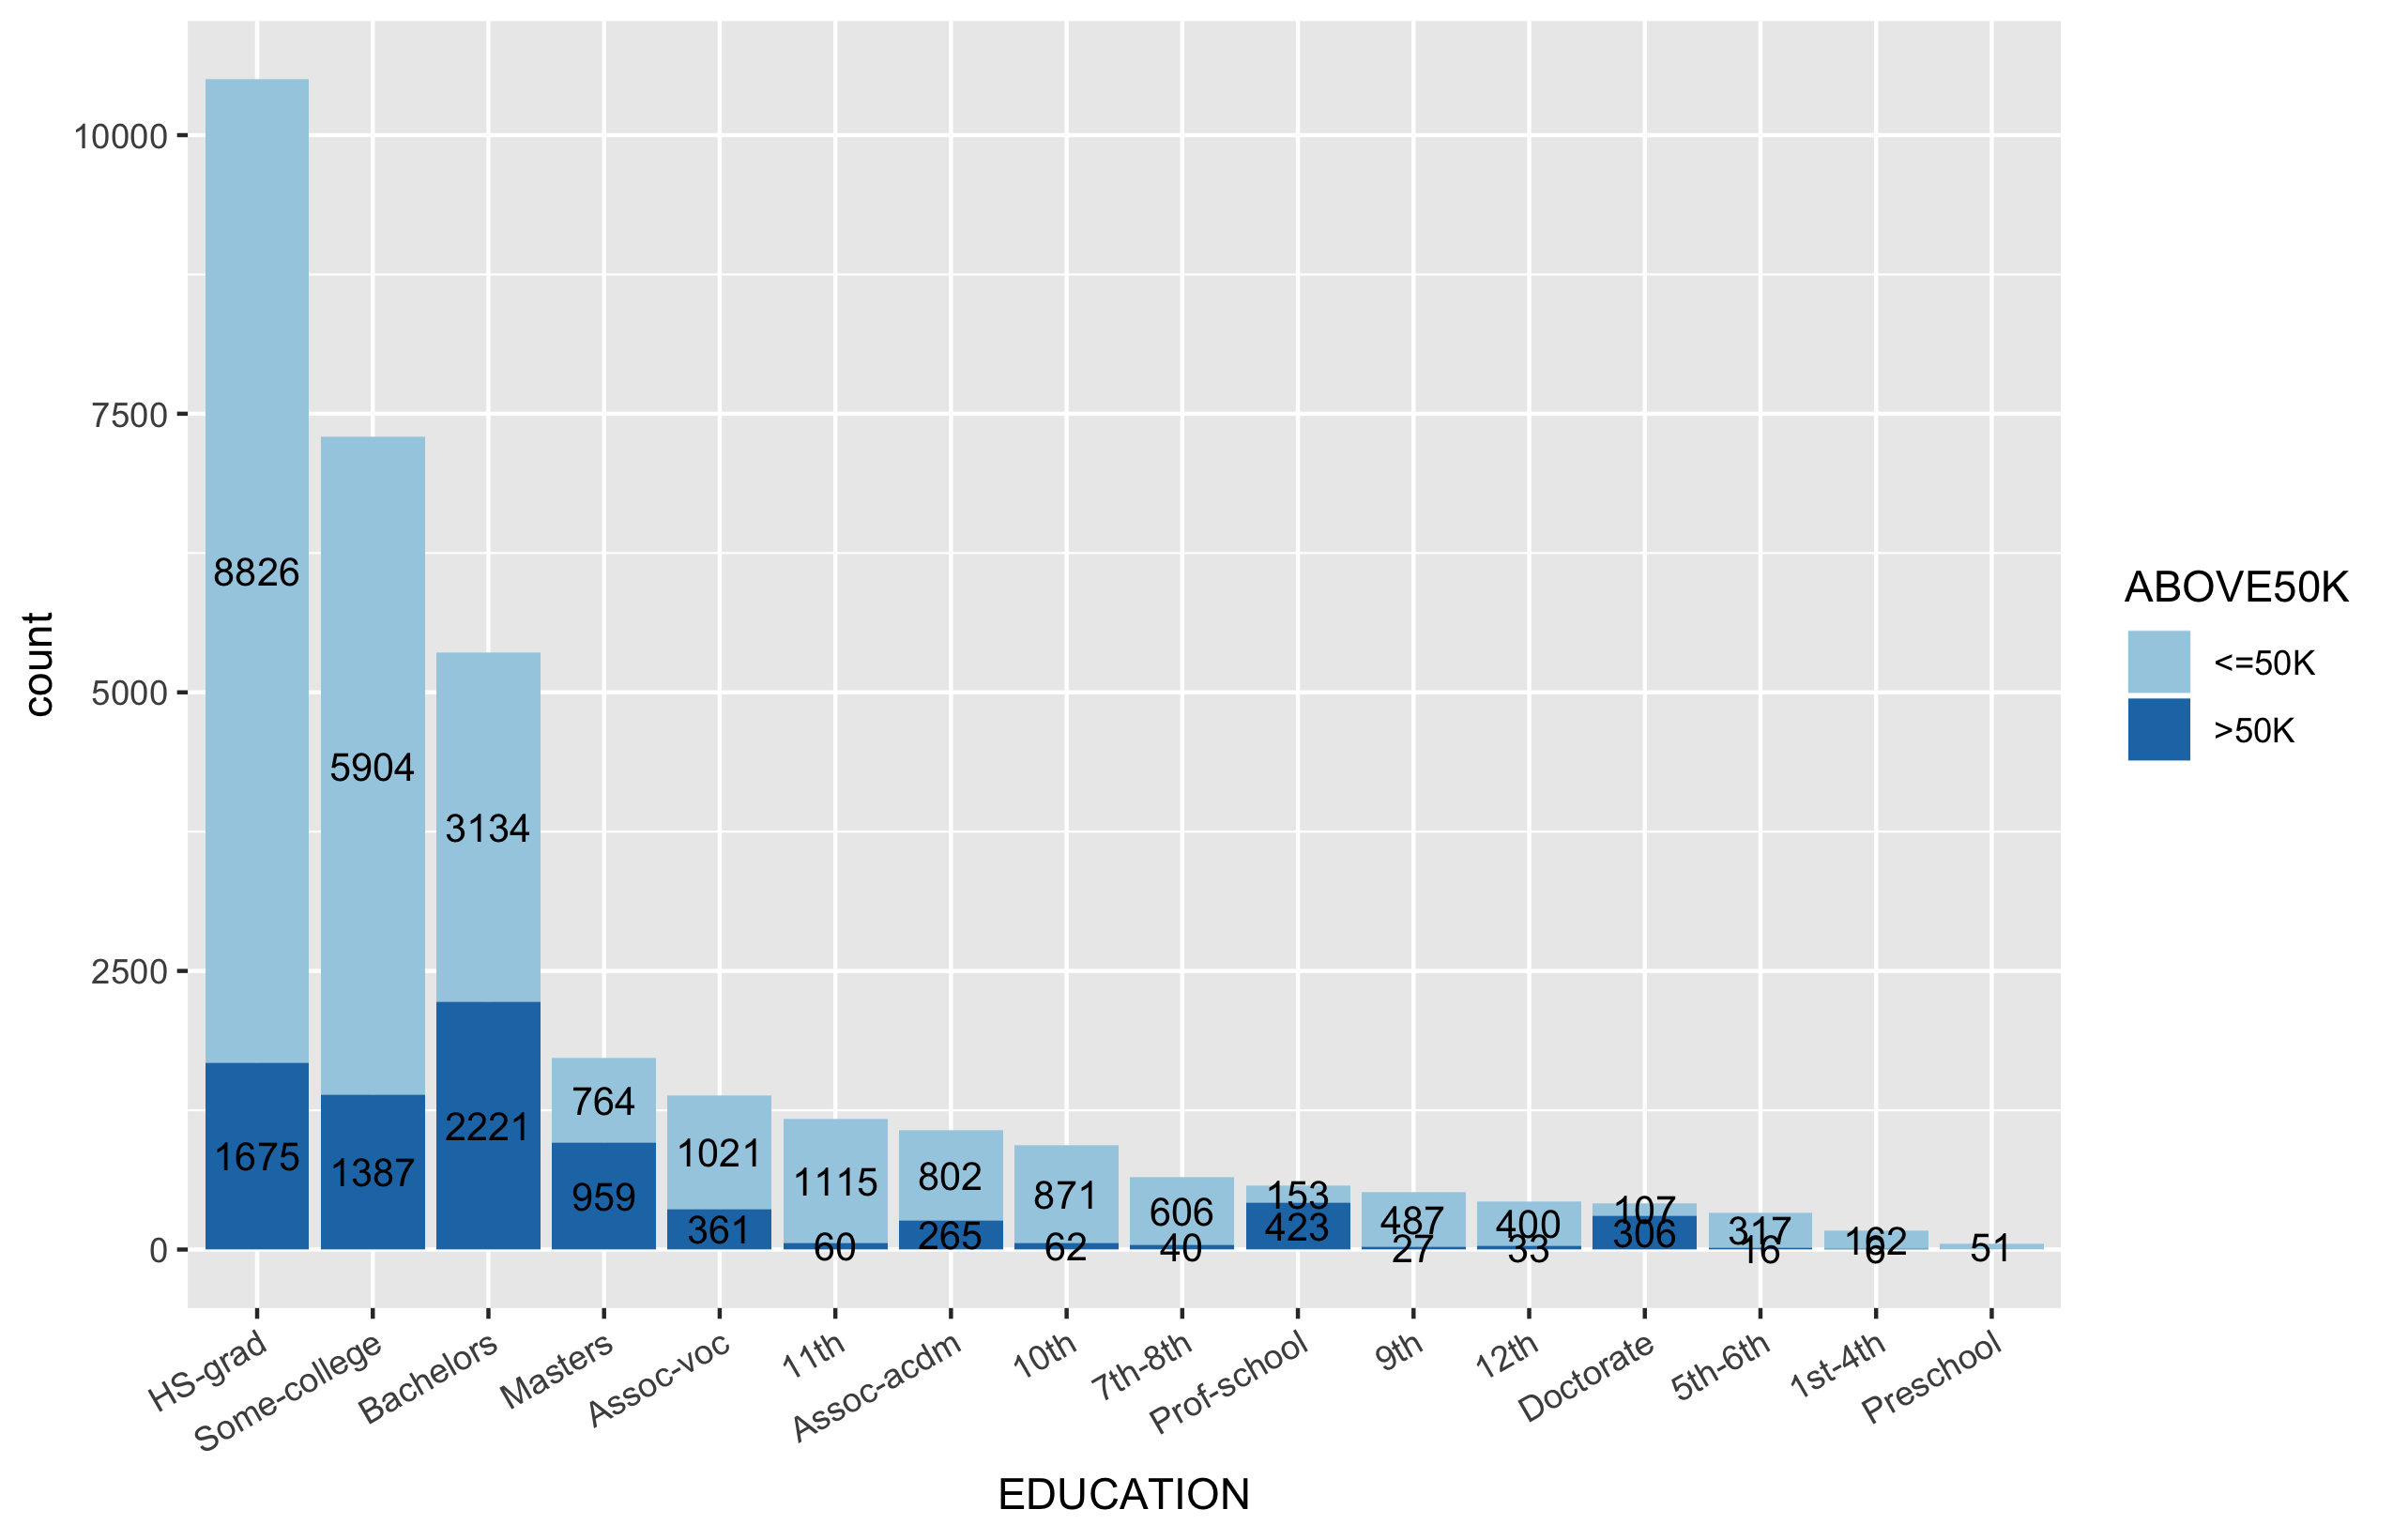 10000
7500
5000
2500
0
count
8826
1675
5904
1387
3134
2221
764
959
1021
361
1115
60
802
265
871
62
606
40
153
423
487
27
400
33
107
306
317
16
162
6
51
HS-grad
Some-college
Bachelors
Masters
Assoc-voc
11th
Assoc-acdm
10th
7th-8th
Prof-school
9th
12th
Doctorate
5th-6th
1st-4th
Preschool
EDUCATION
ABOVE50K
<=50K
>50K